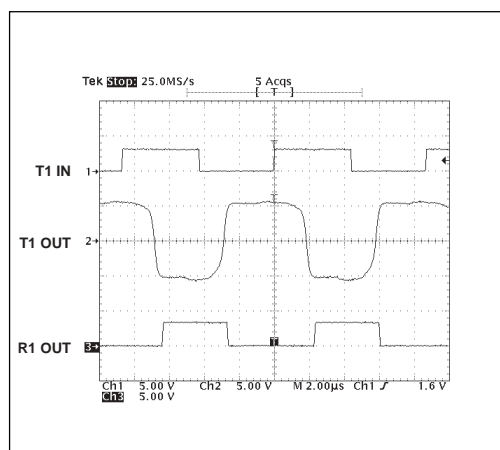 Tek Stop: 25.0MS/s 5 Acqs
[ T ]
T1 IN 1
T
T1 OUT 2
R1 OUT 3 T
Ch1 5.00 V Ch2 5.00 V M 2.00µs Ch1 ∫ 1.6 V
Ch3 5.00 V